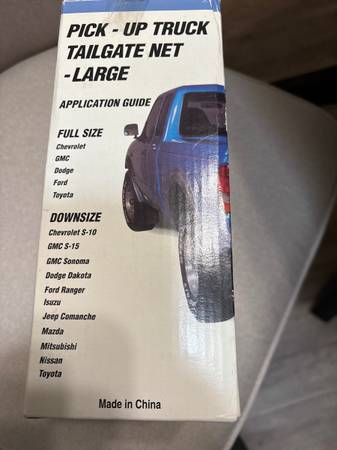 PICK - UP TRUCK
TAILGATE NET
- LARGE
APPLICATION GUIDE
FULL SIZE
Chevrolet
GMC
Dodge
Ford
Toyota
DOWNSIZE
Chevrolet S-10
GMC S-15
GMC Sonoma
Dodge Dakota
Ford Ranger
Isuzu
Jeep Comanche
Mazda
Mitsubishi
Nissan
Toyota
Made in China